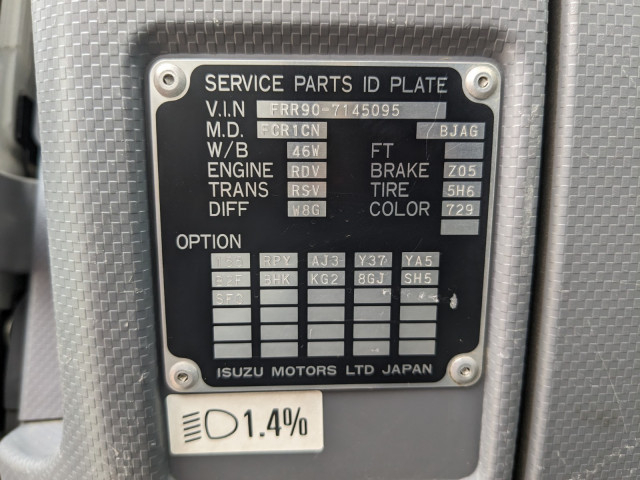 SERVICE PARTS ID PLATE
V.I.N FRR90-7145095
M.D. FCR1CN BJAG
W/B 46W FT
ENGINE RDV BRAKE Z05
TRANS RSV TIRE 5H6
DIFF W8G COLOR 729
OPTION
RPY AJ3 Y37 YA5
KG2 8GJ SH5
ISUZU MOTORS LTD JAPAN
1.4%